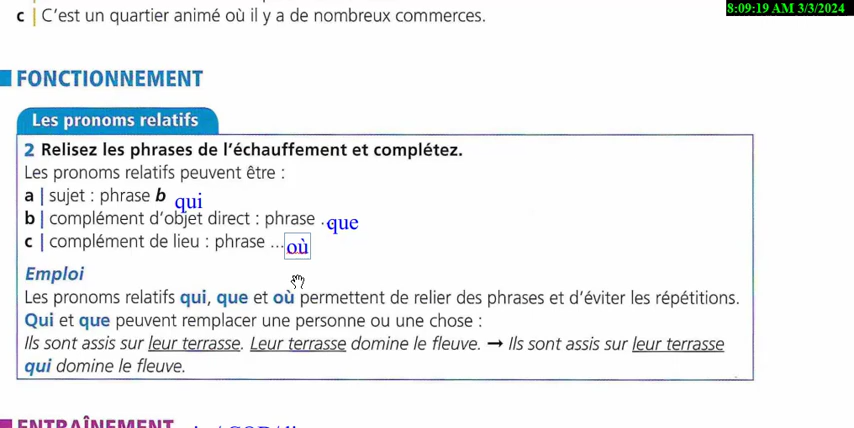 8:09:19 AM 3/3/2024
c | C'est un quartier animé où il y a de nombreux commerces.
FONCTIONNEMENT
Les pronoms relatifs
2 Relisez les phrases de l'échauffement et complétez.
Les pronoms relatifs peuvent être :
a | sujet : phrase b qui
b | complément d'objet direct : phrase . que
c | complément de lieu : phrase ... où
Emploi
Les pronoms relatifs qui, que et où permettent de relier des phrases et d'éviter les répétitions.
Qui et que peuvent remplacer une personne ou une chose :
Ils sont assis sur leur terrasse. Leur terrasse domine le fleuve. → Ils sont assis sur leur terrasse
qui domine le fleuve.
ENTRAÎNEMENT